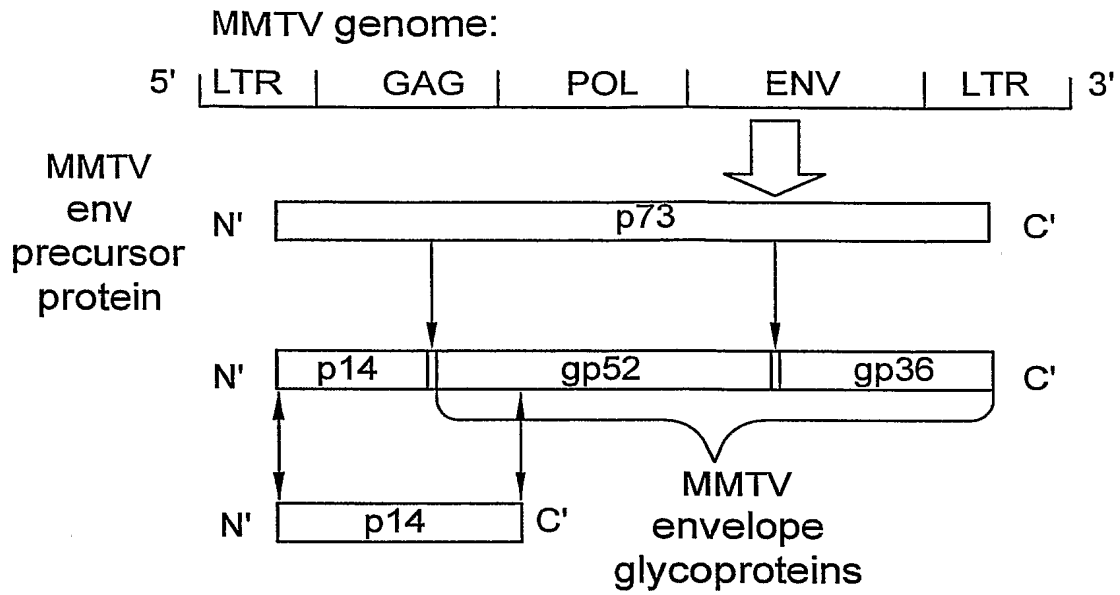 MMTV genome:
5' LTR GAG POL ENV LTR 3'
MMTV
env
precursor
protein
N' p73 C'
N' p14 gp52 gp36 C'
N' p14 C'
MMTV
envelope
glycoproteins